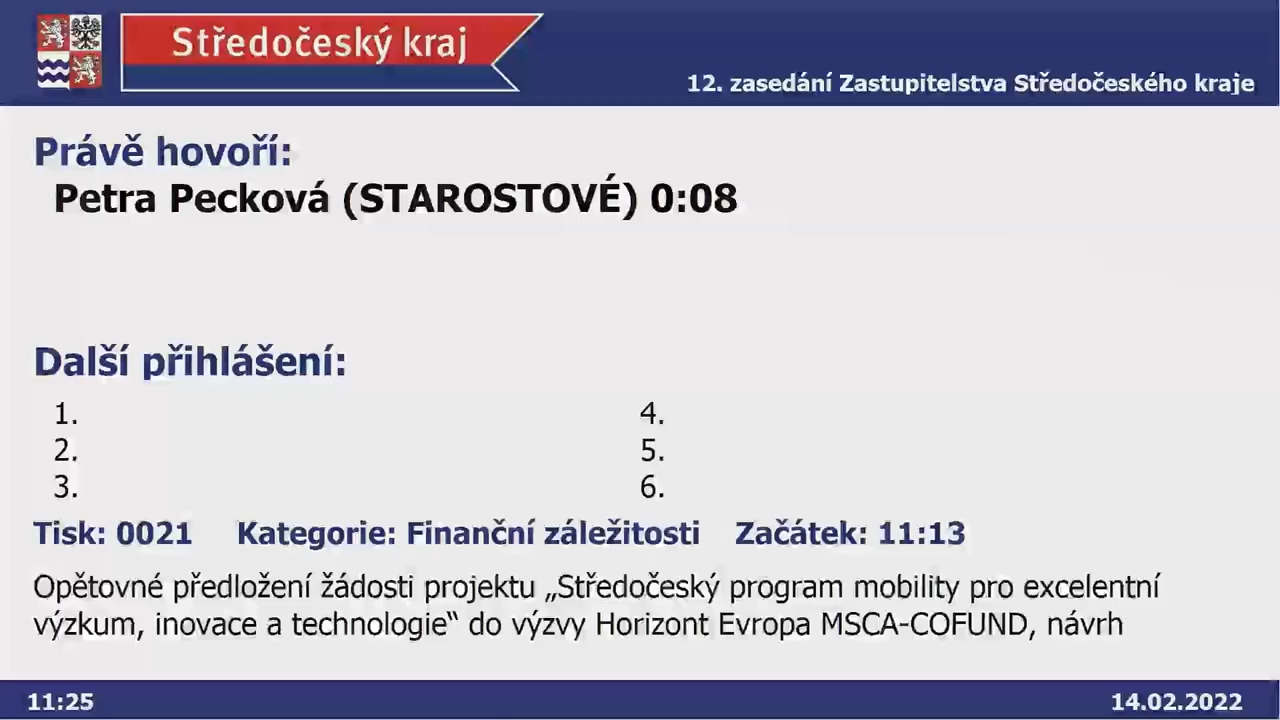 Středočeský kraj
12. zasedání Zastupitelstva Středočeského kraje
Právě hovoří:
Petra Pecková (STAROSTOVÉ) 0:08
Další přihlášení:
1.
2.
3.
4.
5.
6.
Tisk: 0021 Kategorie: Finanční záležitosti Začátek: 11:13
Opětovné předložení žádosti projektu „Středočeský program mobility pro excelentní
výzkum, inovace a technologie“ do výzvy Horizont Evropa MSCA-COFUND, návrh
11:25
14.02.2022